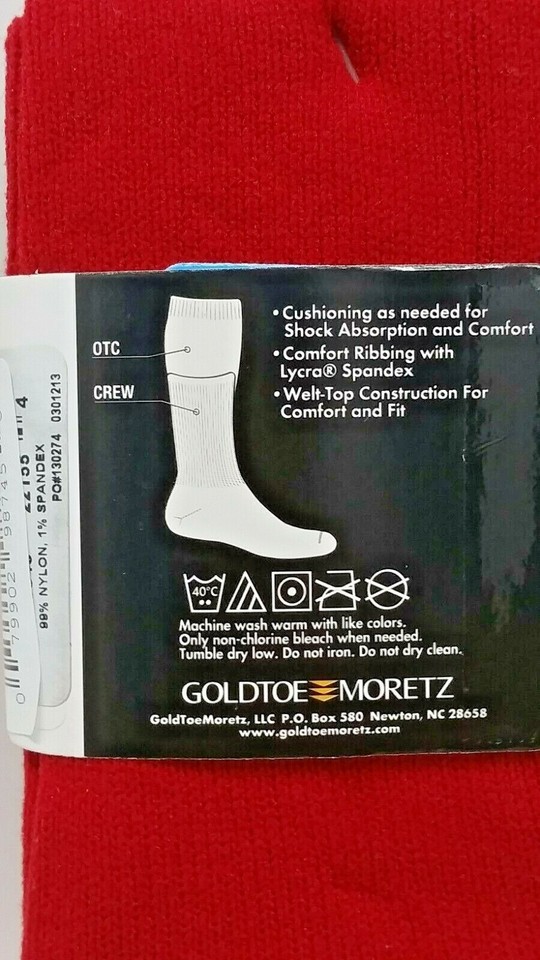 OTC
CREW
• Cushioning as needed for
Shock Absorption and Comfort
• Comfort Ribbing with
Lycra® Spandex
• Welt-Top Construction For
Comfort and Fit
40°C
Machine wash warm with like colors.
Only non-chlorine bleach when needed.
Tumble dry low. Do not iron. Do not dry clean.
GOLDTOE MORETZ
GoldToeMoretz, LLC P.O. Box 580 Newton, NC 28658
www.goldtoemoretz.com
4
99% NYLON, 1% SPANDEX
PO#130274 0301213
0 79902